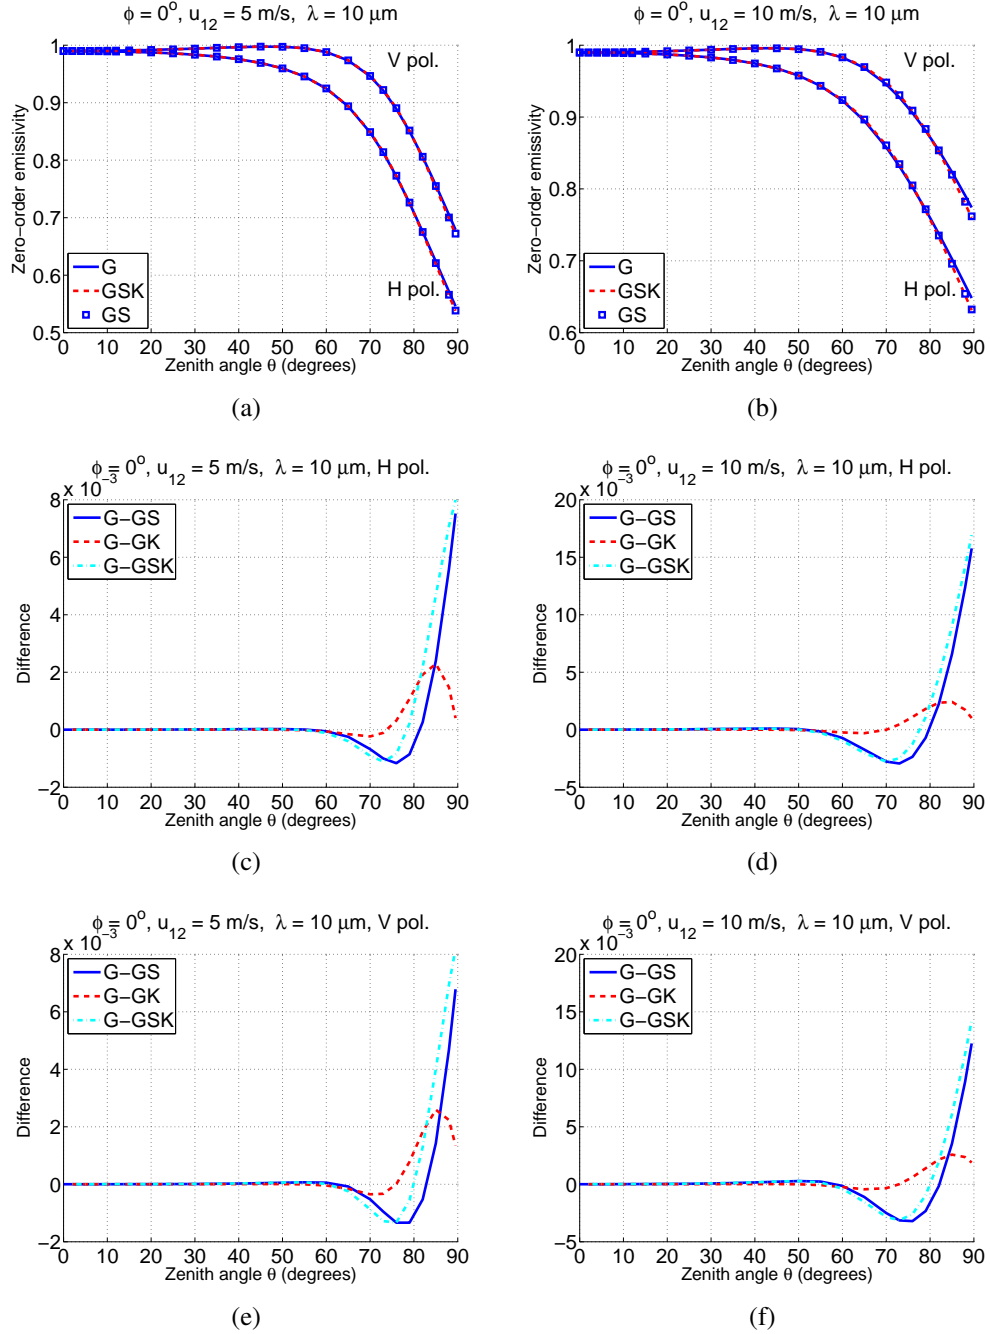 ϕ = 0°, u₁₂ = 5 m/s, λ = 10 μm
1
0.9
0.8
0.7
0.6
0.5
Zero−order emissivity
V pol.
H pol.
G
GSK
GS
0 10 20 30 40 50 60 70 80 90
Zenith angle θ (degrees)
(a)
ϕ = 0°, u₁₂ = 10 m/s, λ = 10 μm
1
0.9
0.8
0.7
0.6
Zero−order emissivity
V pol.
H pol.
G
GSK
GS
0 10 20 30 40 50 60 70 80 90
Zenith angle θ (degrees)
(b)
ϕ = 0°, u₁₂ = 5 m/s, λ = 10 μm, H pol.
x 10⁻³
8
6
4
2
0
−2
Difference
G−GS
G−GK
G−GSK
0 10 20 30 40 50 60 70 80 90
Zenith angle θ (degrees)
(c)
ϕ = 0°, u₁₂ = 10 m/s, λ = 10 μm, H pol.
x 10⁻³
20
15
10
5
0
−5
Difference
G−GS
G−GK
G−GSK
0 10 20 30 40 50 60 70 80 90
Zenith angle θ (degrees)
(d)
ϕ = 0°, u₁₂ = 5 m/s, λ = 10 μm, V pol.
x 10⁻³
8
6
4
2
0
−2
Difference
G−GS
G−GK
G−GSK
0 10 20 30 40 50 60 70 80 90
Zenith angle θ (degrees)
(e)
ϕ = 0°, u₁₂ = 10 m/s, λ = 10 μm, V pol.
x 10⁻³
20
15
10
5
0
−5
Difference
G−GS
G−GK
G−GSK
0 10 20 30 40 50 60 70 80 90
Zenith angle θ (degrees)
(f)